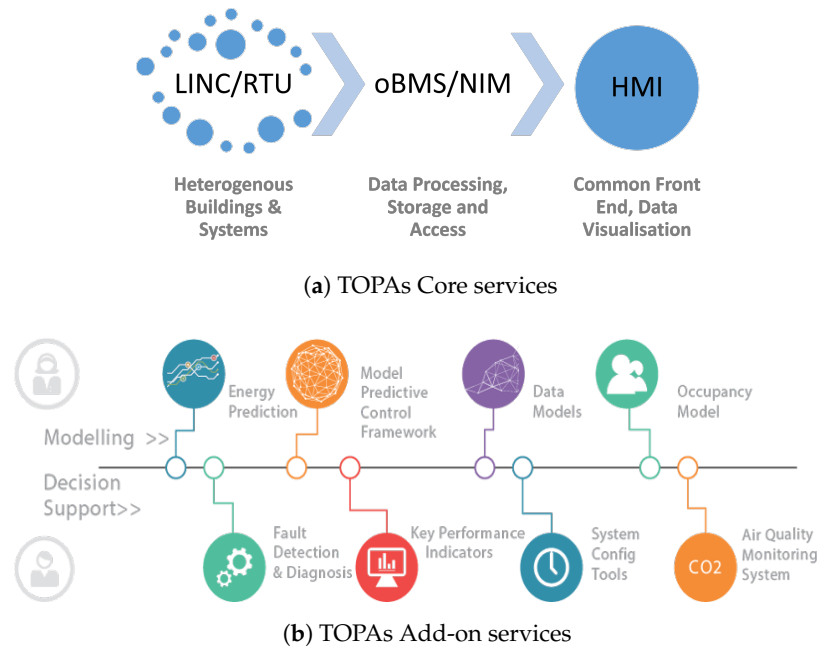 LINC/RTU
oBMS/NIM
HMI
Heterogenous
Buildings &
Systems
Data Processing,
Storage and
Access
Common Front
End, Data
Visualisation
(a) TOPAs Core services
Energy
Prediction
Model
Predictive
Control
Framework
Data
Models
Occupancy
Model
Modelling >>
Decision
Support>>
Fault
Detection
& Diagnosis
Key Performance
Indicators
System
Config
Tools
CO2
Air Quality
Monitoring
System
(b) TOPAs Add-on services